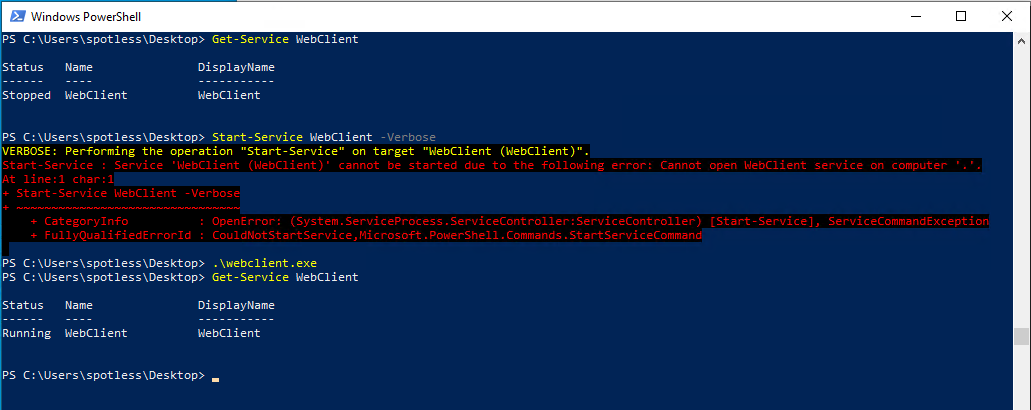 Windows PowerShell
PS C:\Users\spotless\Desktop> Get-Service WebClient
Status   Name               DisplayName
------   ----               -----------
Stopped  WebClient          WebClient
PS C:\Users\spotless\Desktop> Start-Service WebClient -Verbose
VERBOSE: Performing the operation "Start-Service" on target "WebClient (WebClient)".
Start-Service : Service 'WebClient (WebClient)' cannot be started due to the following error: Cannot open WebClient service on computer '.'.
At line:1 char:1
+ Start-Service WebClient -Verbose
+ ~~~~~~~~~~~~~~~~~~~~~~~~~~~~~~~~
    + CategoryInfo          : OpenError: (System.ServiceProcess.ServiceController:ServiceController) [Start-Service], ServiceCommandException
    + FullyQualifiedErrorId : CouldNotStartService,Microsoft.PowerShell.Commands.StartServiceCommand
PS C:\Users\spotless\Desktop> .\webclient.exe
PS C:\Users\spotless\Desktop> Get-Service WebClient
Status   Name               DisplayName
------   ----               -----------
Running  WebClient          WebClient
PS C:\Users\spotless\Desktop>